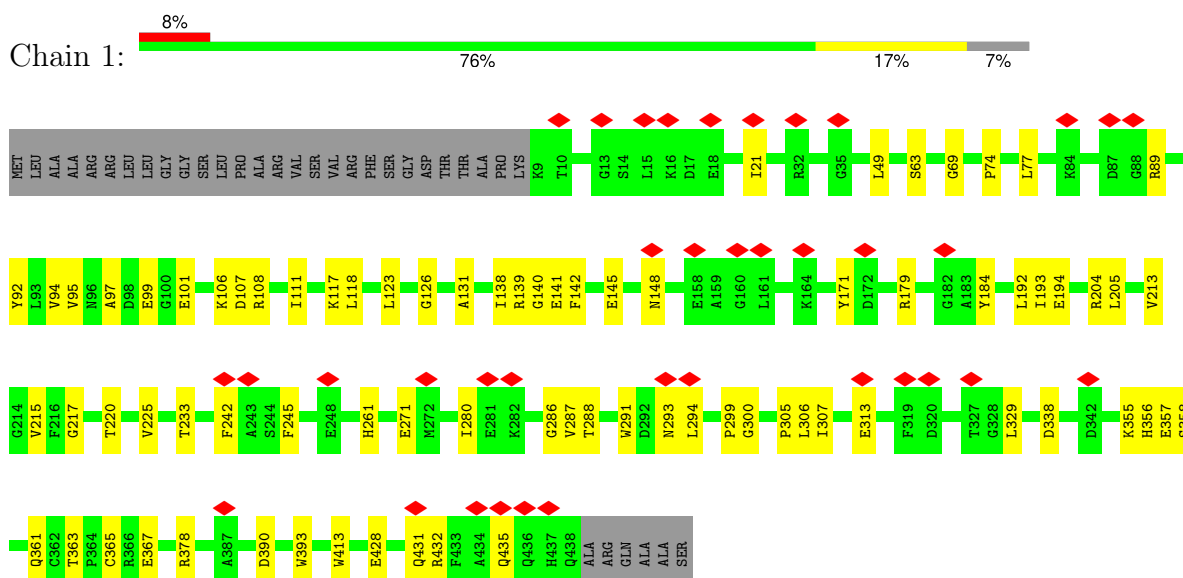 8%
Chain 1:
76% 17% 7%
MET LEU ALA ALA ARG ARG LEU LEU GLY GLY SER LEU PRO ALA ARG VAL SER VAL ARG PHE SER GLY ASP THR THR ALA PRO LYS K9 T10 G13 S14 L15 K16 D17 E18 I21 R32 G35 L49 S63 G69 P74 L77 K84 D87 G88 R89
Y92 L93 V94 V95 N96 A97 D98 E99 G100 E101 K106 D107 R108 I111 K117 L118 L123 G126 A131 I138 R139 G140 E141 F142 E145 N148 E158 A159 G160 L161 K164 Y171 D172 R179 G182 A183 Y184 L192 I193 E194 R204 L205 V213
G214 V215 F216 G217 T220 V225 T233 F242 A243 S244 F245 E248 H261 E271 M272 I280 E281 K282 G286 V287 T288 W291 D292 N293 L294 P299 G300 P305 L306 I307 E313 F319 D320 T327 G328 L329 D338 D342 K355 H356 E357 S358
Q361 C362 T363 P364 C365 R366 E367 R378 A387 D390 W393 W413 E428 Q431 R432 F433 A434 Q435 Q436 H437 Q438 ALA ARG GLN ALA ALA SER